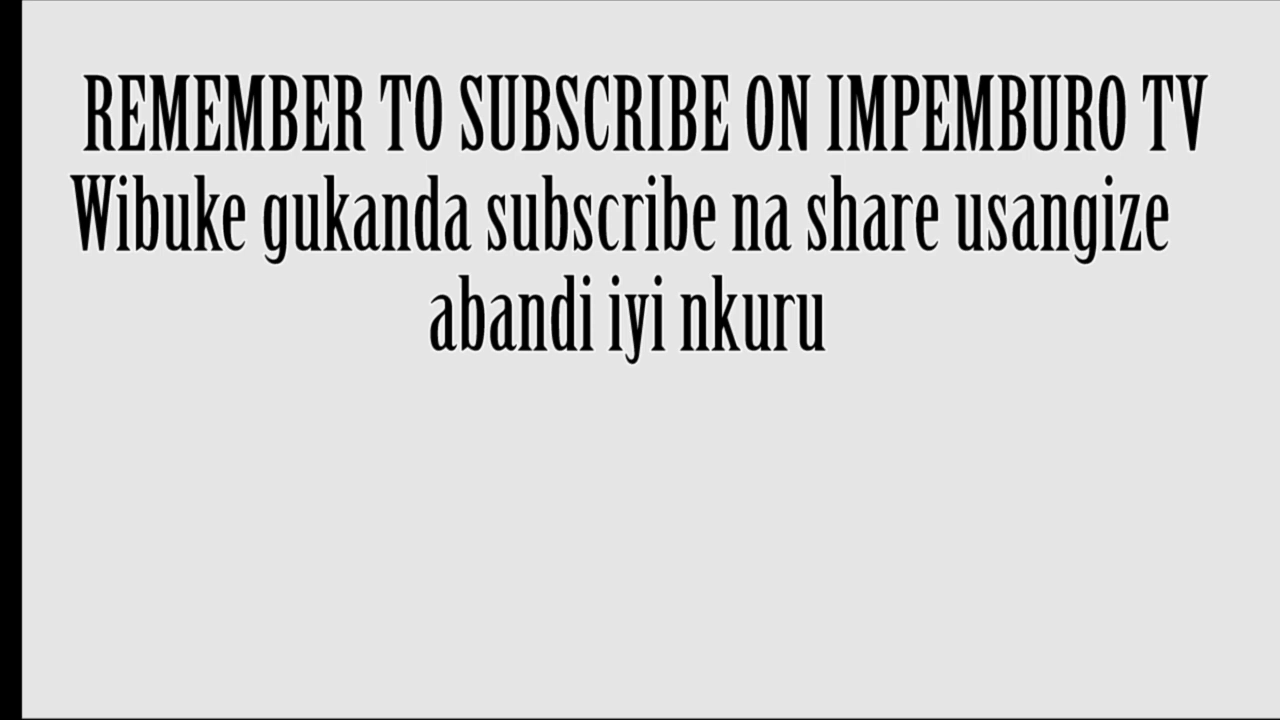 REMEMBER TO SUBSCRIBE ON IMPEMBURO TV
Wibuke gukanda subscribe na share usangize
abandi iyi nkuru